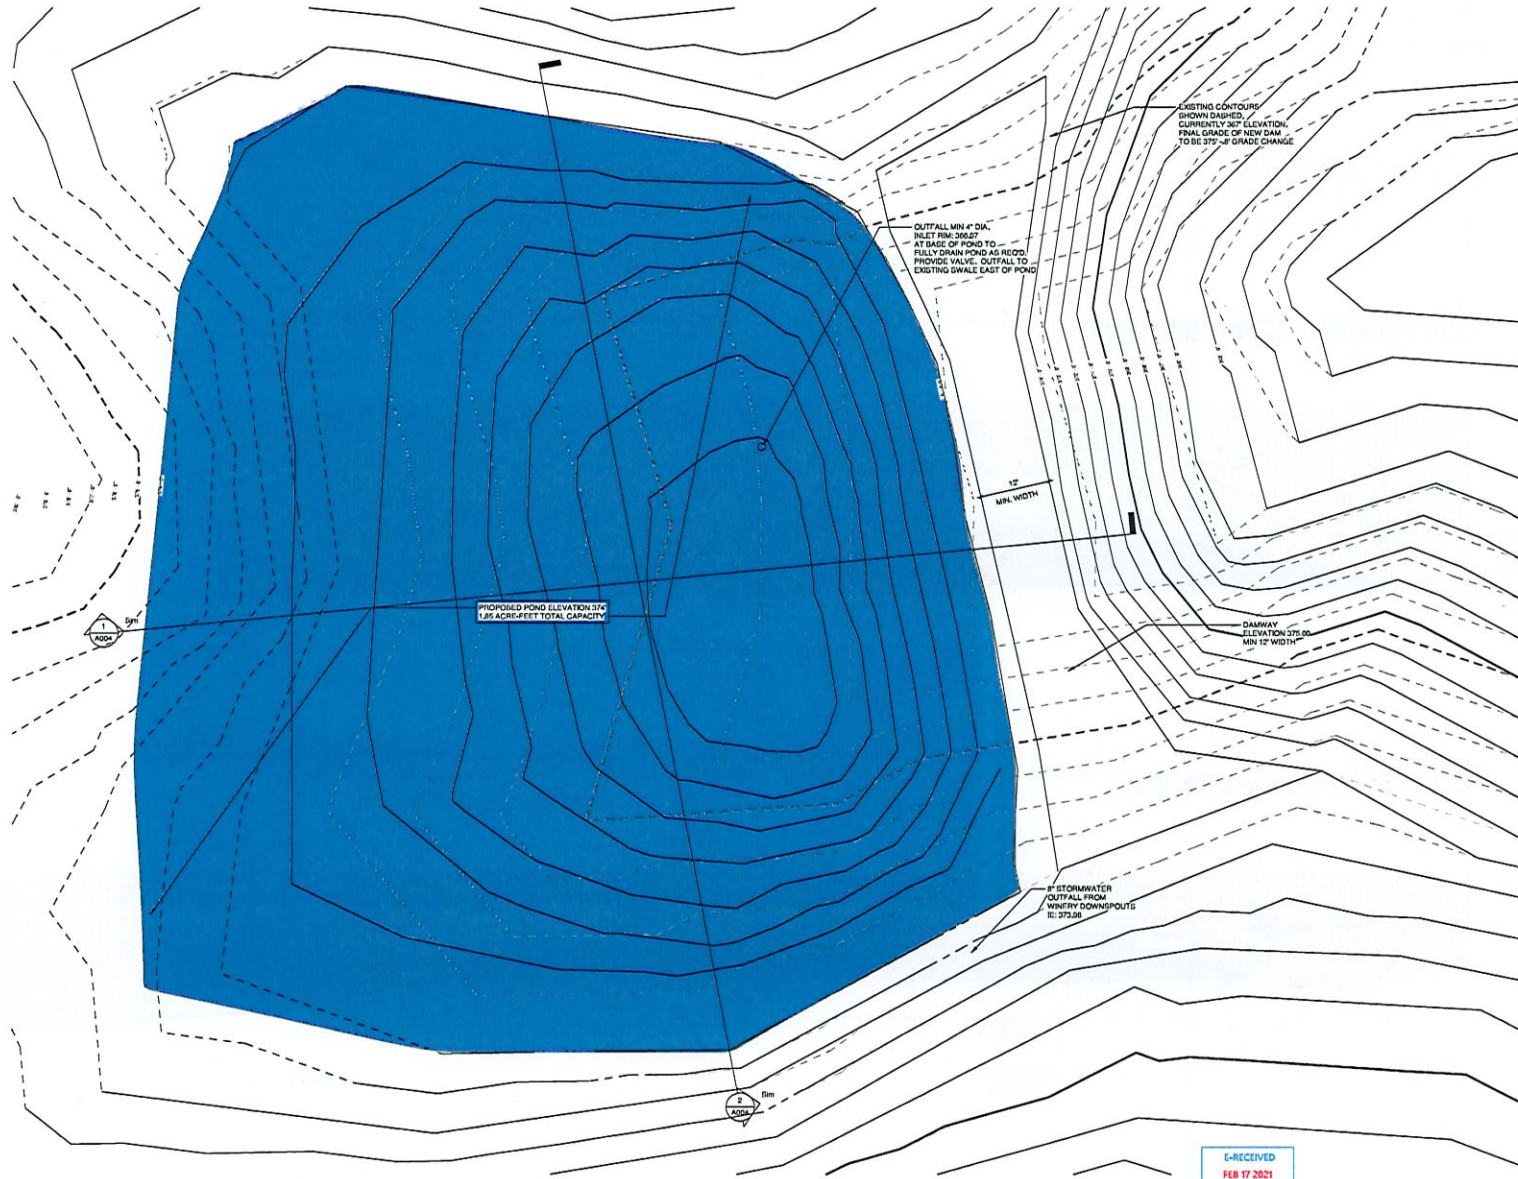 EXISTING CONTOURS
SHOWN DASHED,
CURRENTLY 367' ELEVATION.
FINAL GRADE OF NEW DAM
TO BE 375' ~8' GRADE CHANGE
OUTFALL MIN 4" DIA.
INLET RIM: 366.07
AT BASE OF POND TO
FULLY DRAIN POND AS REQ'D.
PROVIDE VALVE. OUTFALL TO
EXISTING SWALE EAST OF POND
12'
MIN. WIDTH
PROPOSED POND ELEVATION 374'
1.85 ACRE-FEET TOTAL CAPACITY
1
A004
Sim
DAMWAY
ELEVATION 375.00
MIN 12' WIDTH
8" STORMWATER
OUTFALL FROM
WINERY DOWNSPOUTS
IE: 373.08
2
A004
Sim
E-RECEIVED
FEB 17 2021